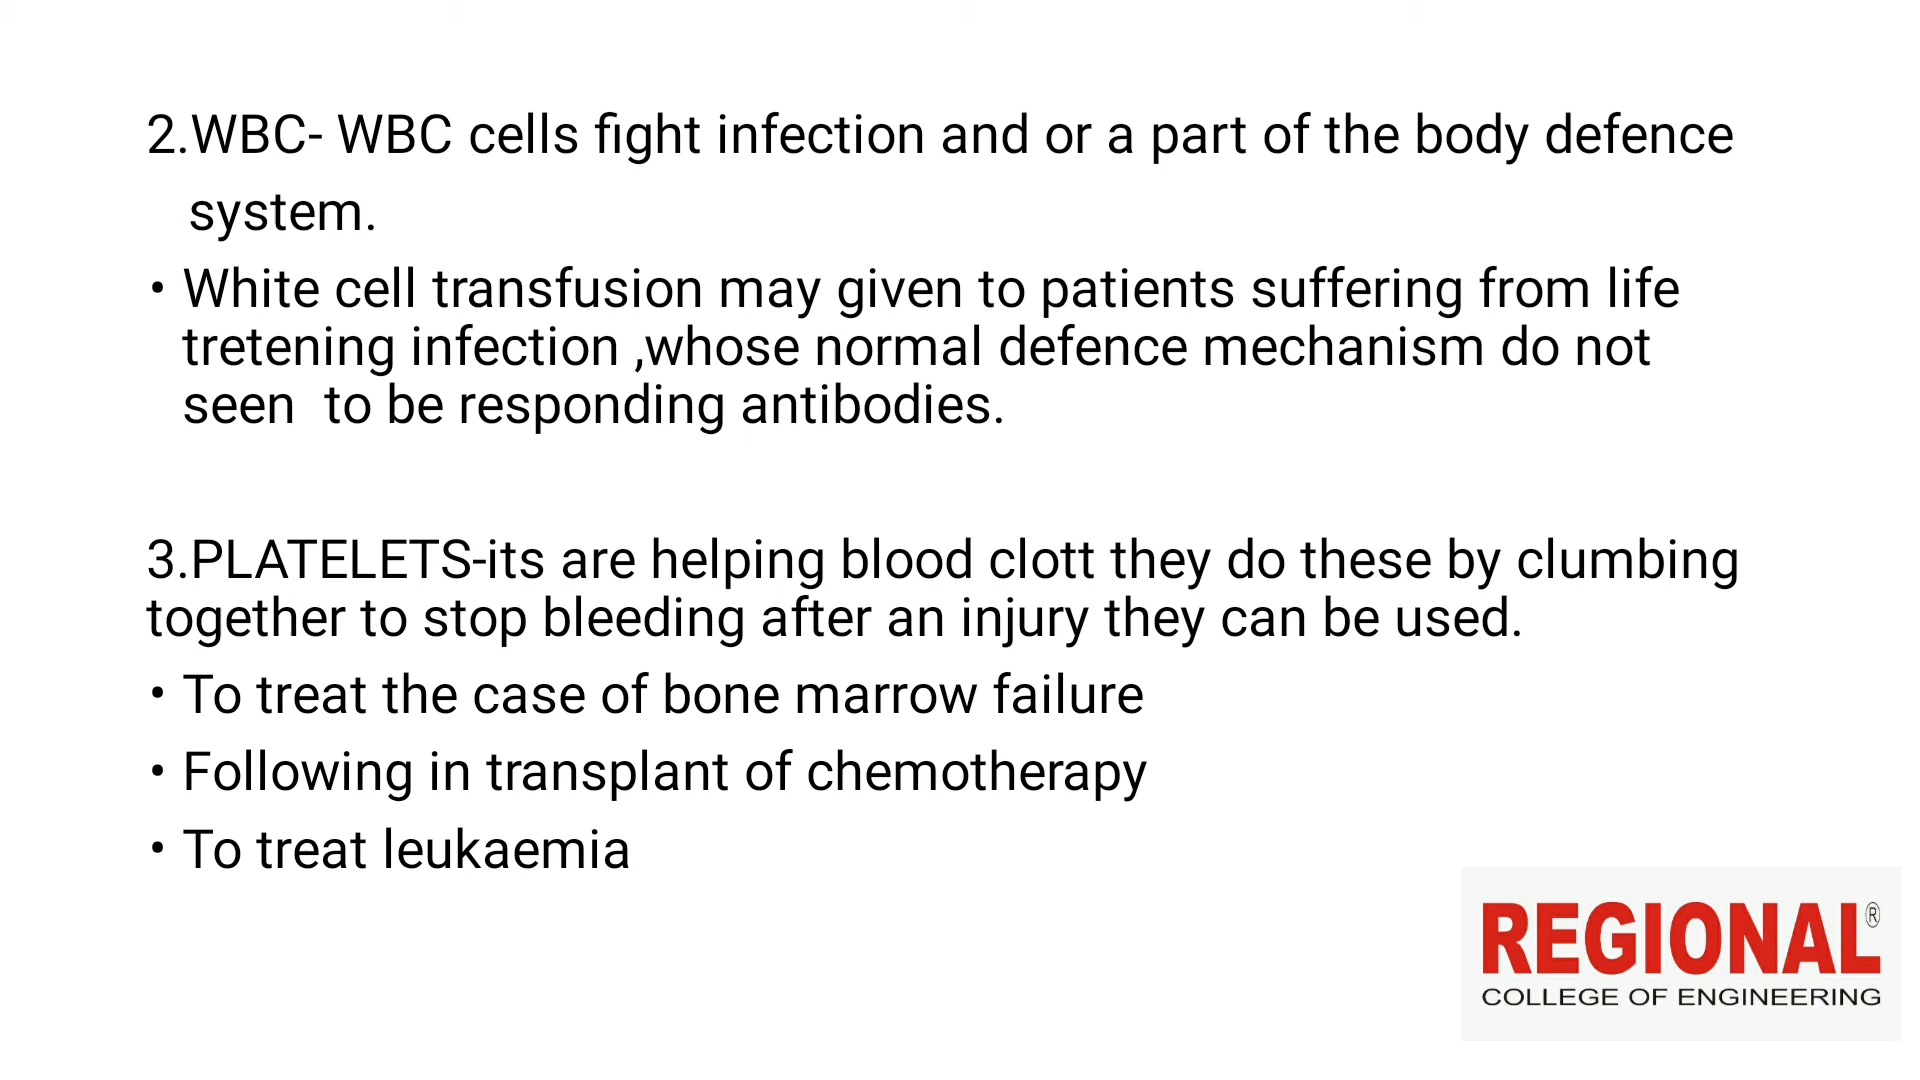 2.WBC- WBC cells fight infection and or a part of the body defence
system.
• White cell transfusion may given to patients suffering from life
tretening infection ,whose normal defence mechanism do not
seen  to be responding antibodies.
3.PLATELETS-its are helping blood clott they do these by clumbing
together to stop bleeding after an injury they can be used.
• To treat the case of bone marrow failure
• Following in transplant of chemotherapy
• To treat leukaemia
REGIONAL®
COLLEGE OF ENGINEERING